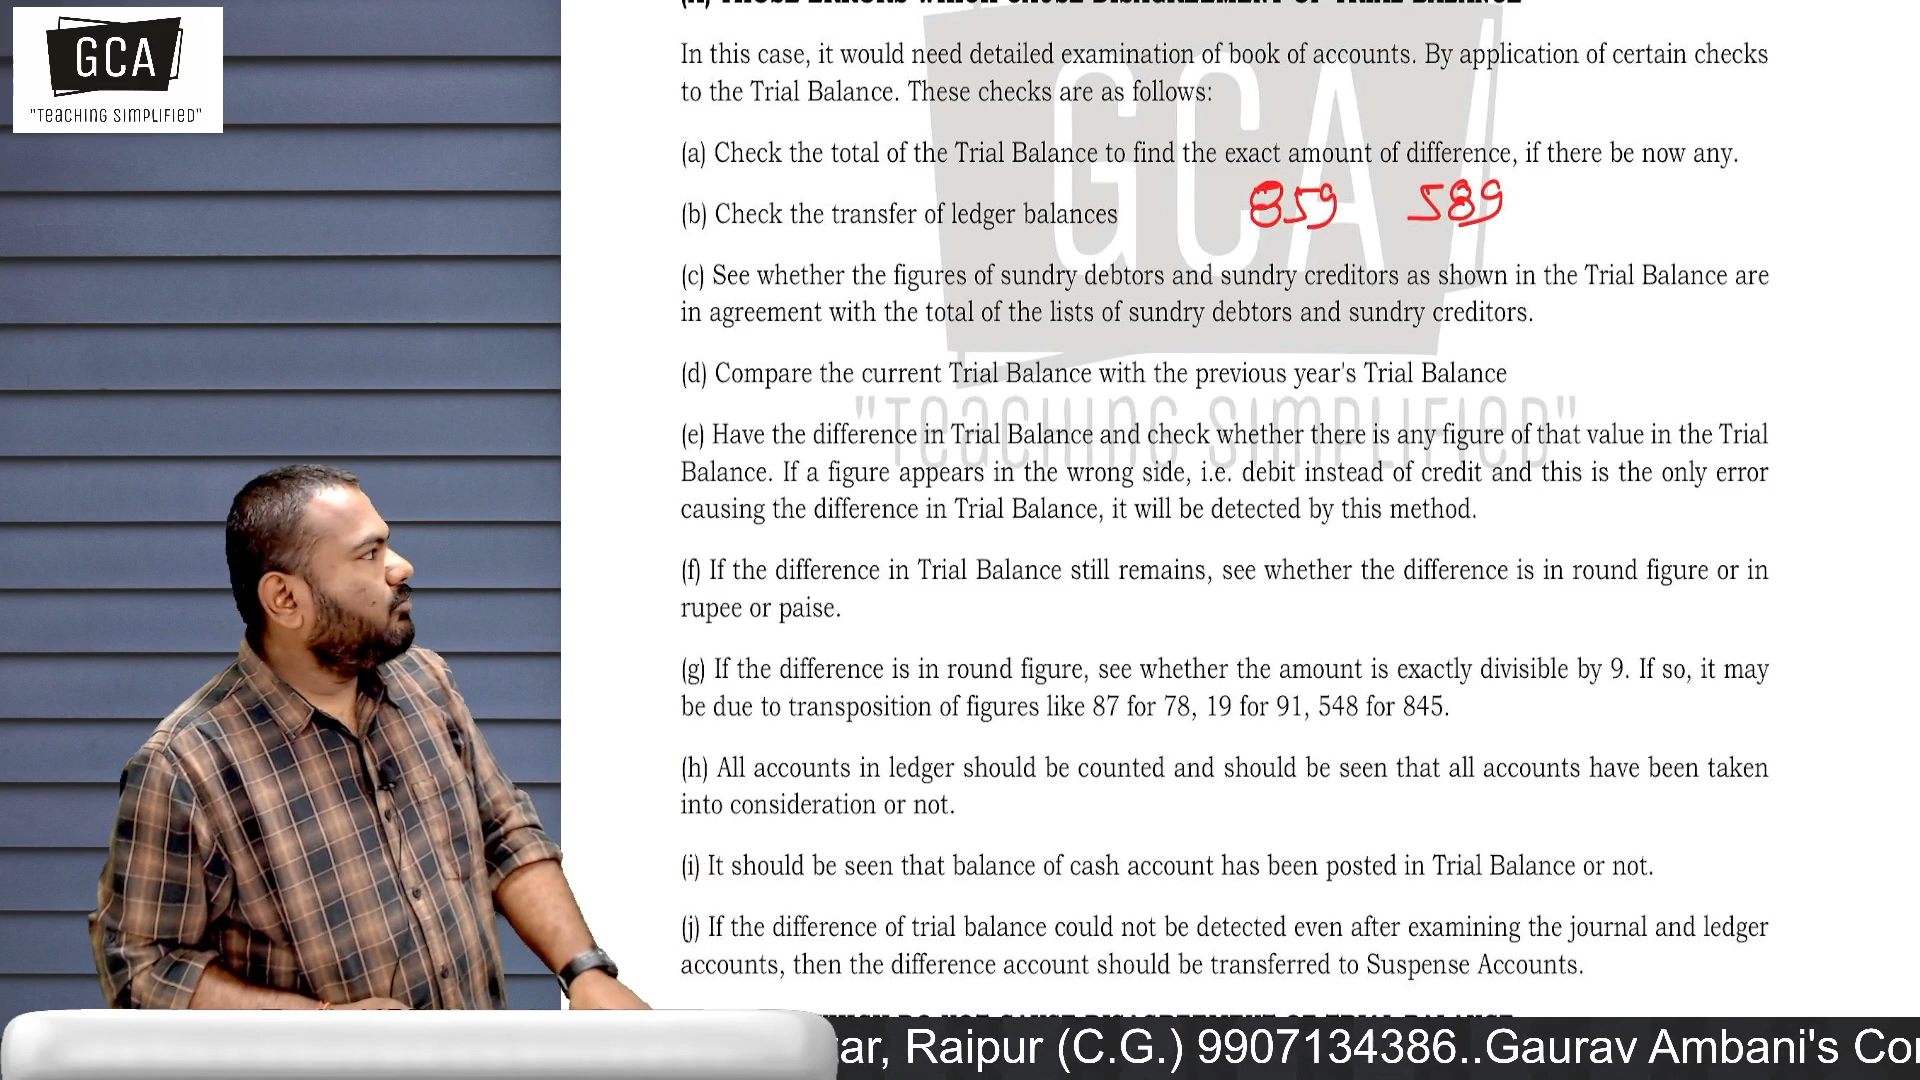 GCA
"TEACHING SIMPLIFIED"
In this case, it would need detailed examination of book of accounts. By application of certain checks
to the Trial Balance. These checks are as follows:
(a) Check the total of the Trial Balance to find the exact amount of difference, if there be now any.
(b) Check the transfer of ledger balances 859 589
(c) See whether the figures of sundry debtors and sundry creditors as shown in the Trial Balance are
in agreement with the total of the lists of sundry debtors and sundry creditors.
(d) Compare the current Trial Balance with the previous year's Trial Balance
(e) Have the difference in Trial Balance and check whether there is any figure of that value in the Trial
Balance. If a figure appears in the wrong side, i.e. debit instead of credit and this is the only error
causing the difference in Trial Balance, it will be detected by this method.
(f) If the difference in Trial Balance still remains, see whether the difference is in round figure or in
rupee or paise.
(g) If the difference is in round figure, see whether the amount is exactly divisible by 9. If so, it may
be due to transposition of figures like 87 for 78, 19 for 91, 548 for 845.
(h) All accounts in ledger should be counted and should be seen that all accounts have been taken
into consideration or not.
(i) It should be seen that balance of cash account has been posted in Trial Balance or not.
(j) If the difference of trial balance could not be detected even after examining the journal and ledger
accounts, then the difference account should be transferred to Suspense Accounts.
GCA
"TEACHING SIMPLIFIED"
ar, Raipur (C.G.) 9907134386..Gaurav Ambani's Co